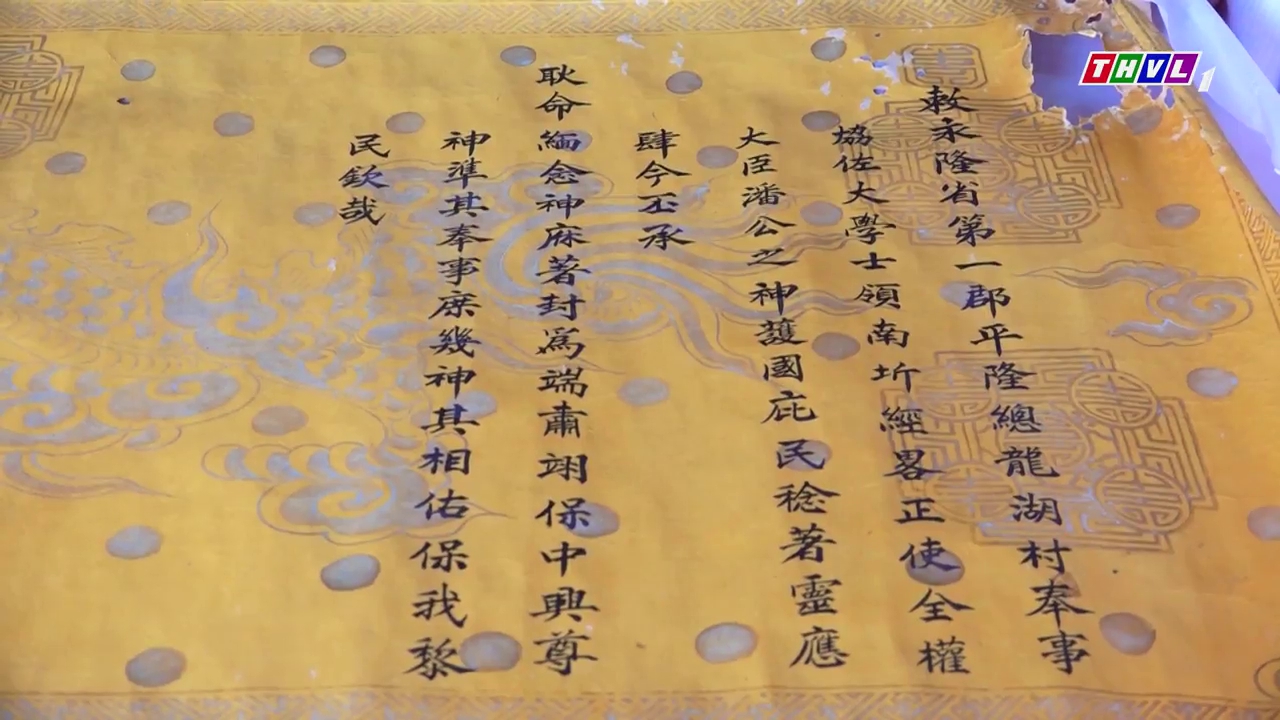 敕永隆省第一郡平隆總龍湖村奉事
協佐大學士領南圻經畧正使全權
大臣潘公之神護國庇民稔著靈應
肆今丕承
耿命緬念神庥著封爲端肅翊保中興尊
神準其奉事庶幾神其相佑保我黎
民欽哉
THVL1